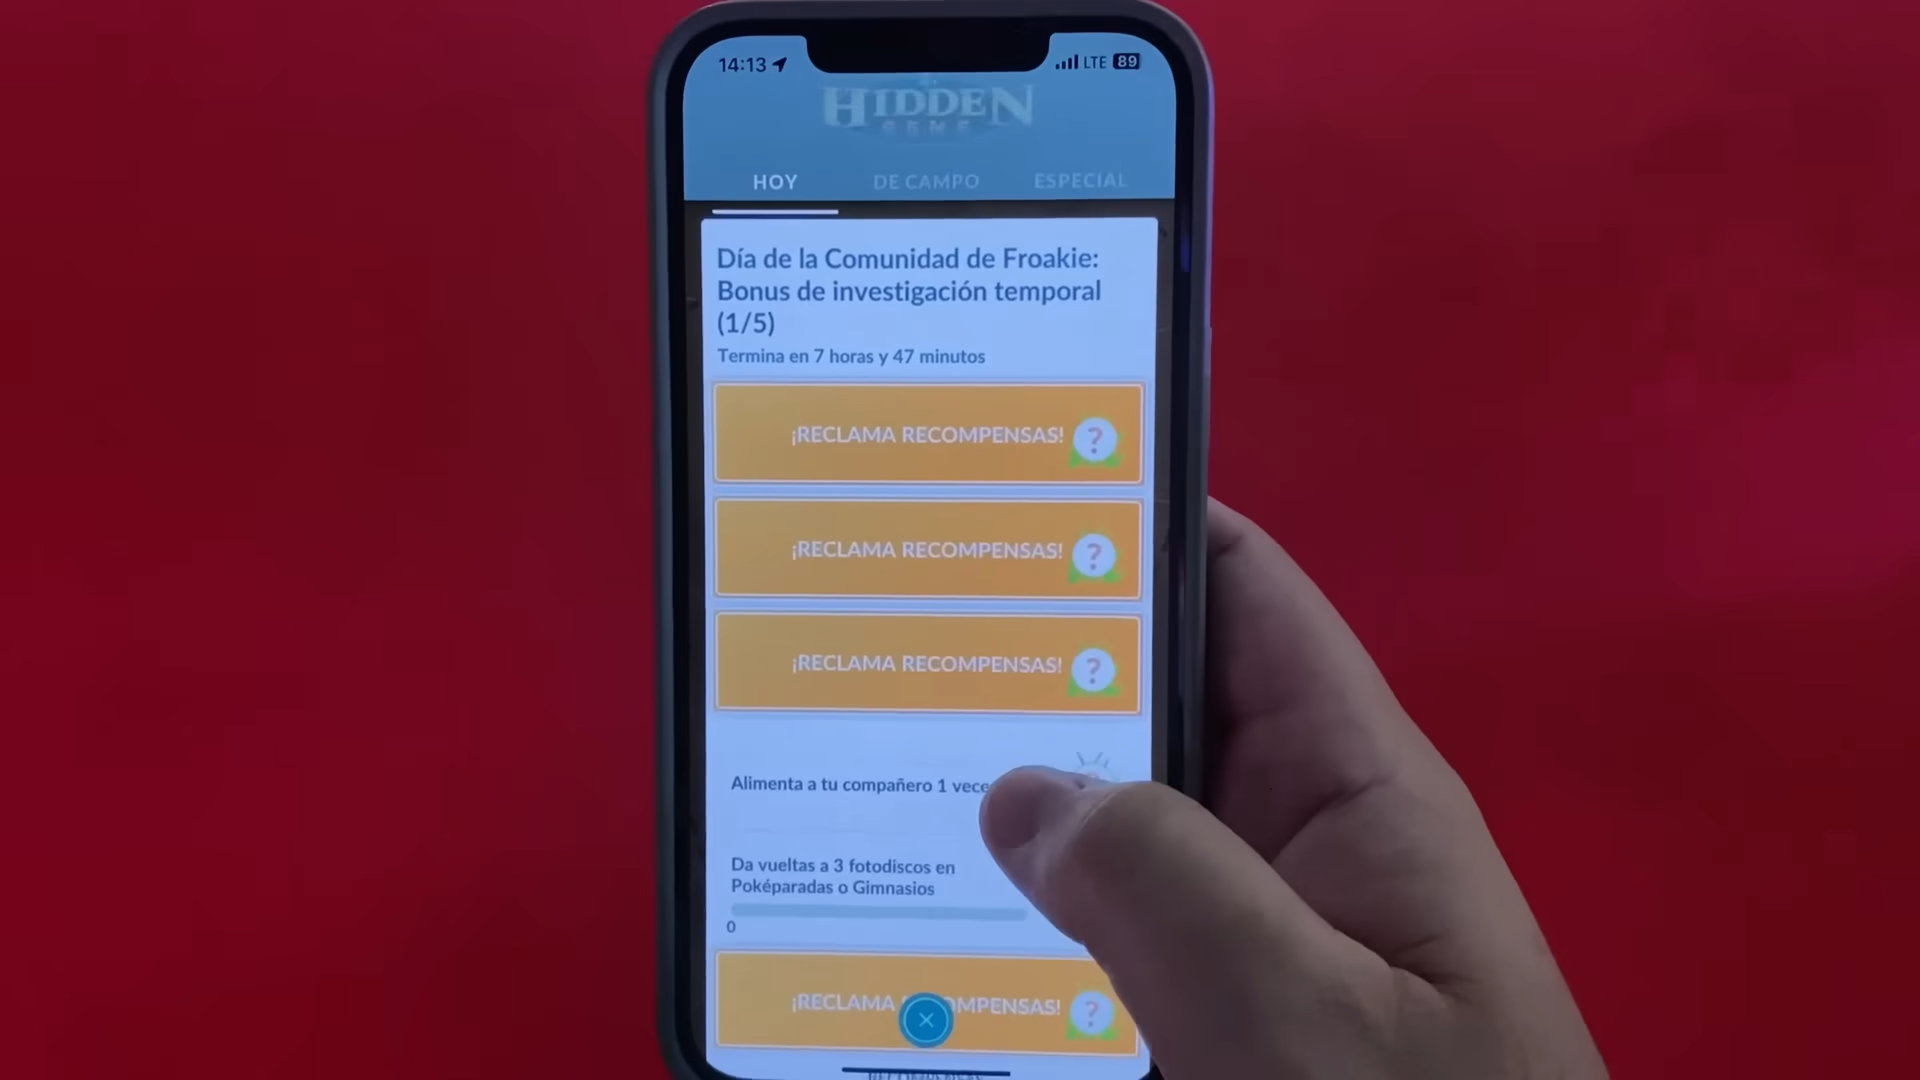 14:13
LTE 89
HIDDEN
HOY
DE CAMPO
ESPECIAL
Día de la Comunidad de Froakie:
Bonus de investigación temporal
(1/5)
Termina en 7 horas y 47 minutos
¡RECLAMA RECOMPENSAS! ?
¡RECLAMA RECOMPENSAS! ?
¡RECLAMA RECOMPENSAS! ?
Alimenta a tu compañero 1
Da vueltas a 3 fotodiscos en
Poképaradas o Gimnasios
0
¡RECLAMA ?